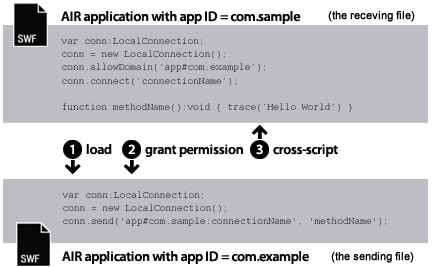 AIR application with app ID = com.sample (the receving file)
SWF
var conn:LocalConnection;
conn = new LocalConnection();
conn.allowDomain('app#com.example');
conn.connect('connectionName');
function methodName():void { trace('Hello World') }
1 load 2 grant permission 3 cross-script
var conn:LocalConnection;
conn = new LocalConnection();
conn.send('app#com.sample:connectionName', 'methodName');
SWF
AIR application with app ID = com.example (the sending file)